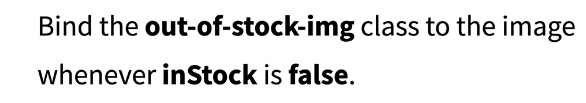 Bind the out-of-stock-img class to the image
whenever inStock is false.